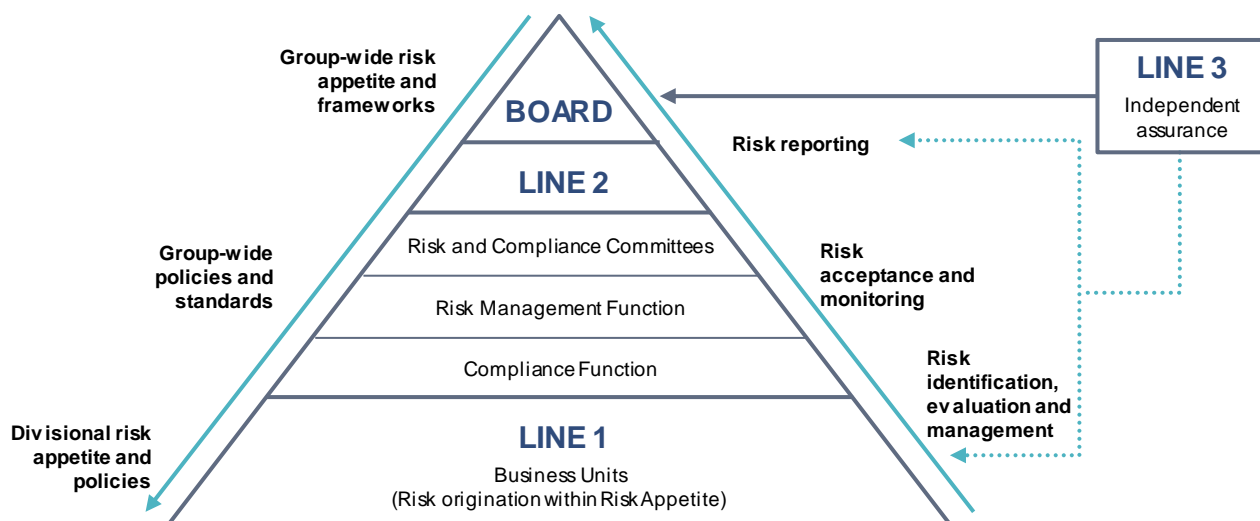 Group-wide risk
appetite and
frameworks
BOARD
LINE 3
Independent
assurance
Risk reporting
LINE 2
Group-wide
policies and
standards
Risk and Compliance Committees
Risk
acceptance and
monitoring
Risk Management Function
Compliance Function
Risk
identification,
evaluation and
management
Divisional risk
appetite and
policies
LINE 1
Business Units
(Risk origination within Risk Appetite)